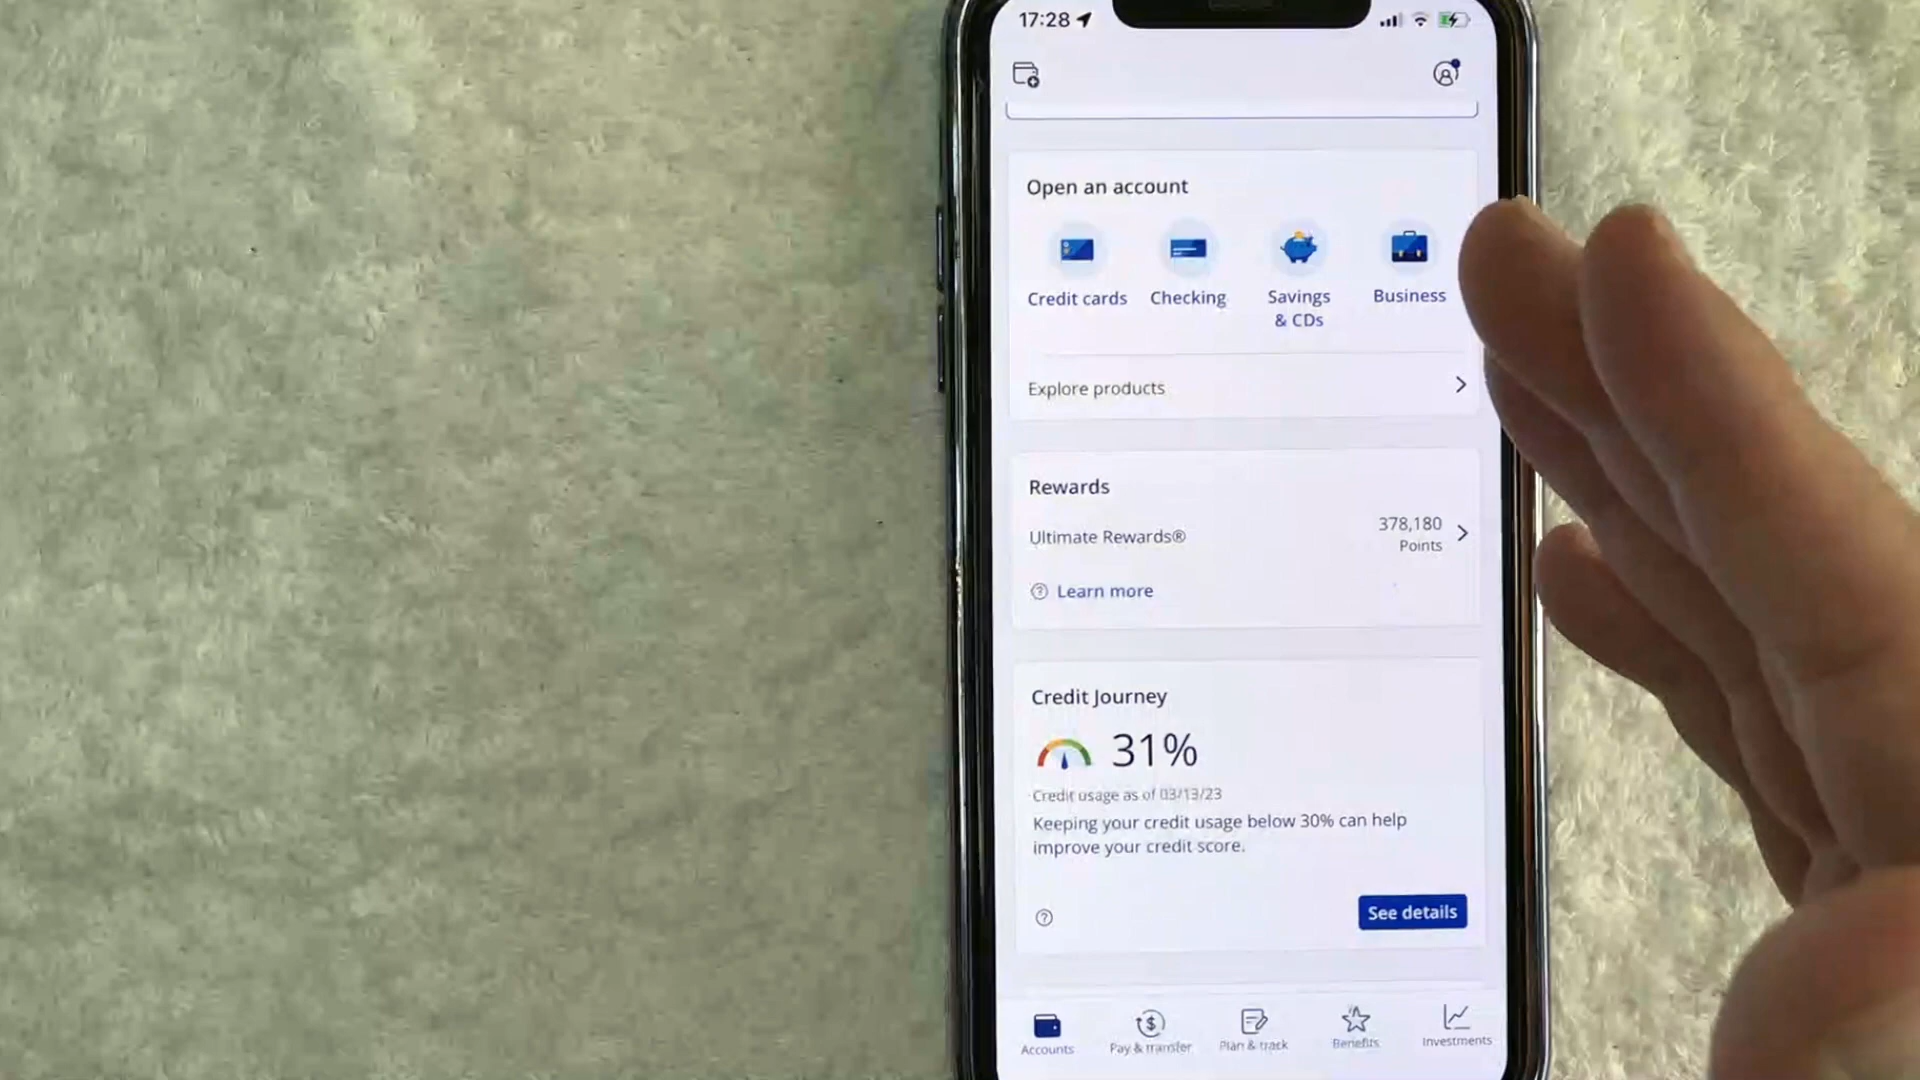 17:28
Open an account
Credit cards
Checking
Savings
& CDs
Business
Explore products
Rewards
Ultimate Rewards®
378,180
Points
Learn more
Credit Journey
31%
Credit usage as of 03/13/23
Keeping your credit usage below 30% can help
improve your credit score.
See details
Accounts
Pay & transfer
Plan & track
Benefits
Investments